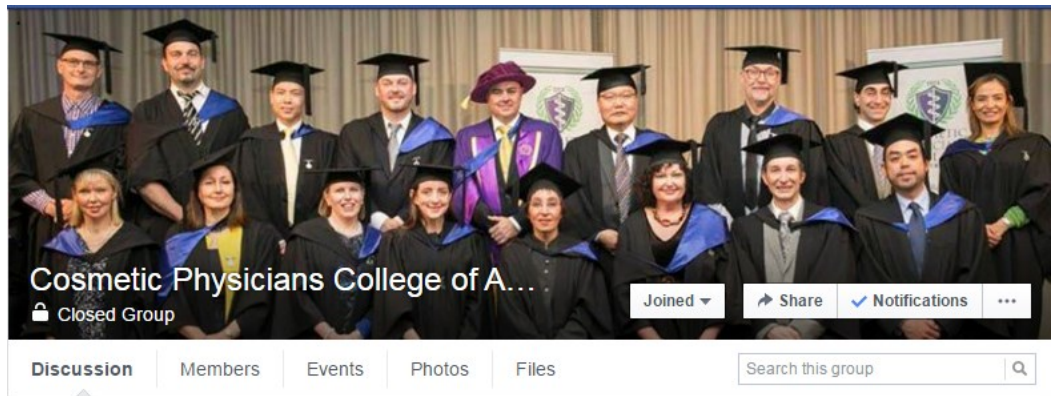 Cosmetic Physicians College of A...
Closed Group
Joined
Share
Notifications
Discussion
Members
Events
Photos
Files
Search this group